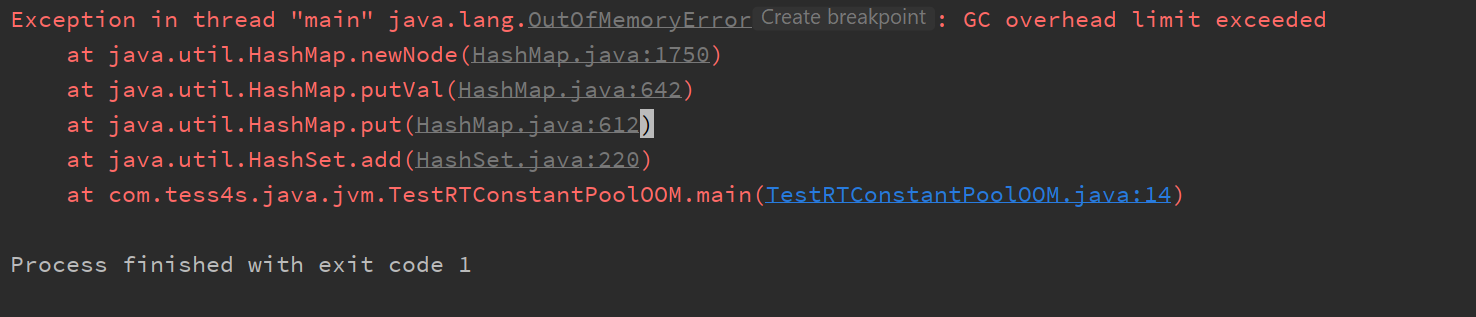 Exception in thread "main" java.lang.OutOfMemoryError Create breakpoint : GC overhead limit exceeded
at java.util.HashMap.newNode(HashMap.java:1750)
at java.util.HashMap.putVal(HashMap.java:642)
at java.util.HashMap.put(HashMap.java:612)
at java.util.HashSet.add(HashSet.java:220)
at com.tess4s.java.jvm.TestRTConstantPoolOOM.main(TestRTConstantPoolOOM.java:14)
Process finished with exit code 1